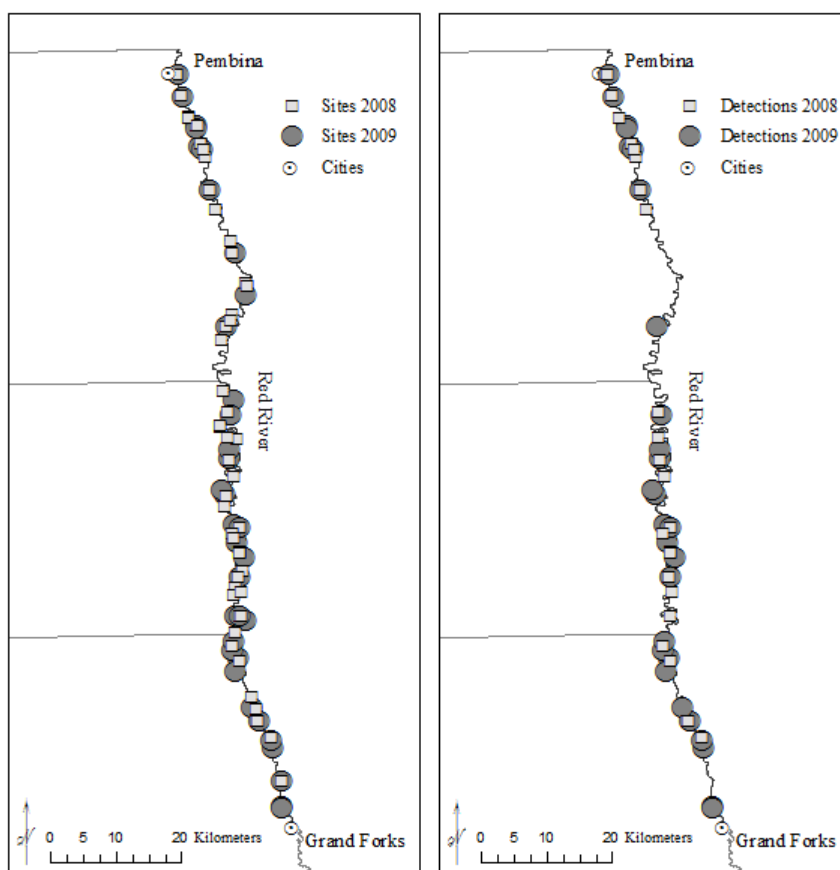 Pembina
Sites 2008
Sites 2009
Cities
Red River
N
0 5 10 20 Kilometers
Grand Forks
Pembina
Detections 2008
Detections 2009
Cities
Red River
N
0 5 10 20 Kilometers
Grand Forks